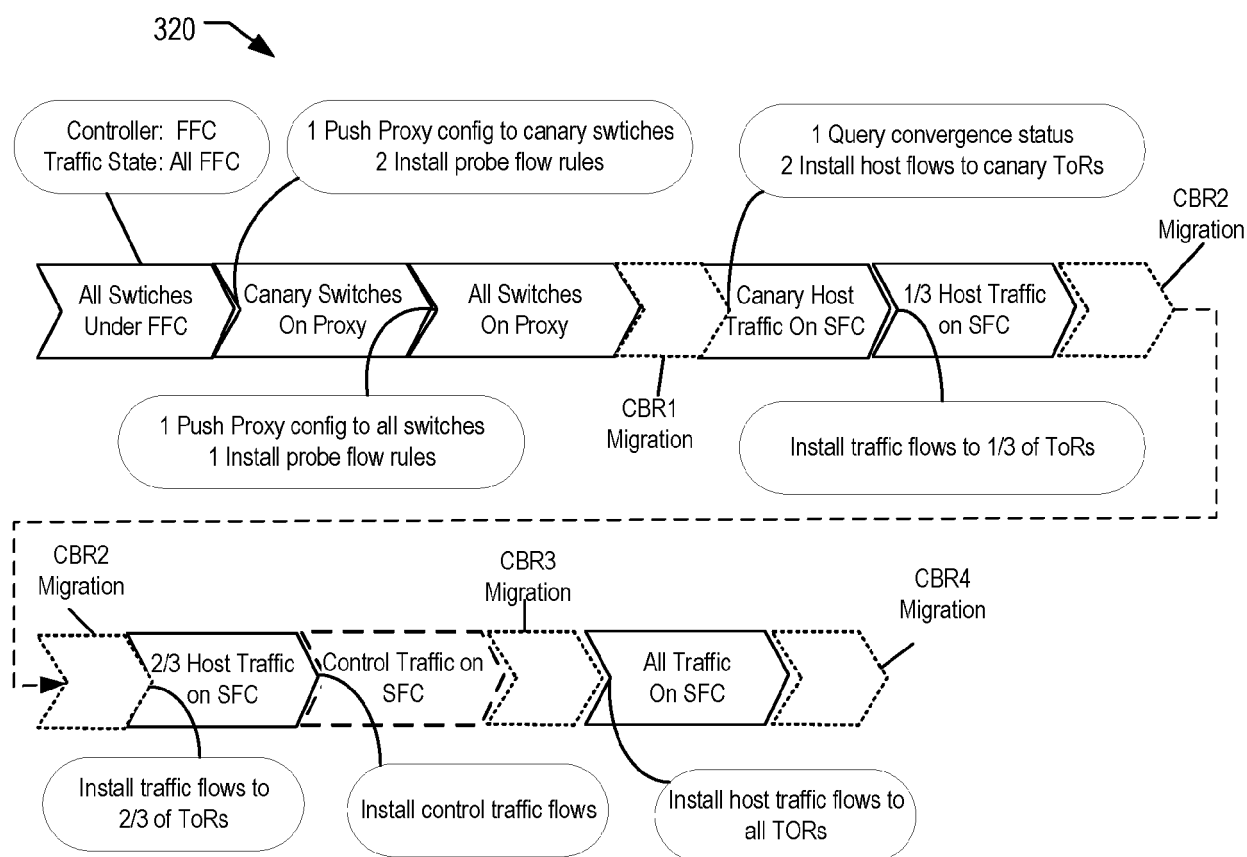 320
Controller: FFC
Traffic State: All FFC
1 Push Proxy config to canary swtiches
2 Install probe flow rules
1 Query convergence status
2 Install host flows to canary ToRs
CBR2
Migration
All Swtiches
Under FFC
Canary Switches
On Proxy
All Switches
On Proxy
Canary Host
Traffic On SFC
1/3 Host Traffic
on SFC
CBR1
Migration
1 Push Proxy config to all switches
1 Install probe flow rules
Install traffic flows to 1/3 of ToRs
CBR2
Migration
CBR3
Migration
CBR4
Migration
2/3 Host Traffic
on SFC
Control Traffic on
SFC
All Traffic
On SFC
Install traffic flows to
2/3 of ToRs
Install control traffic flows
Install host traffic flows to
all TORs